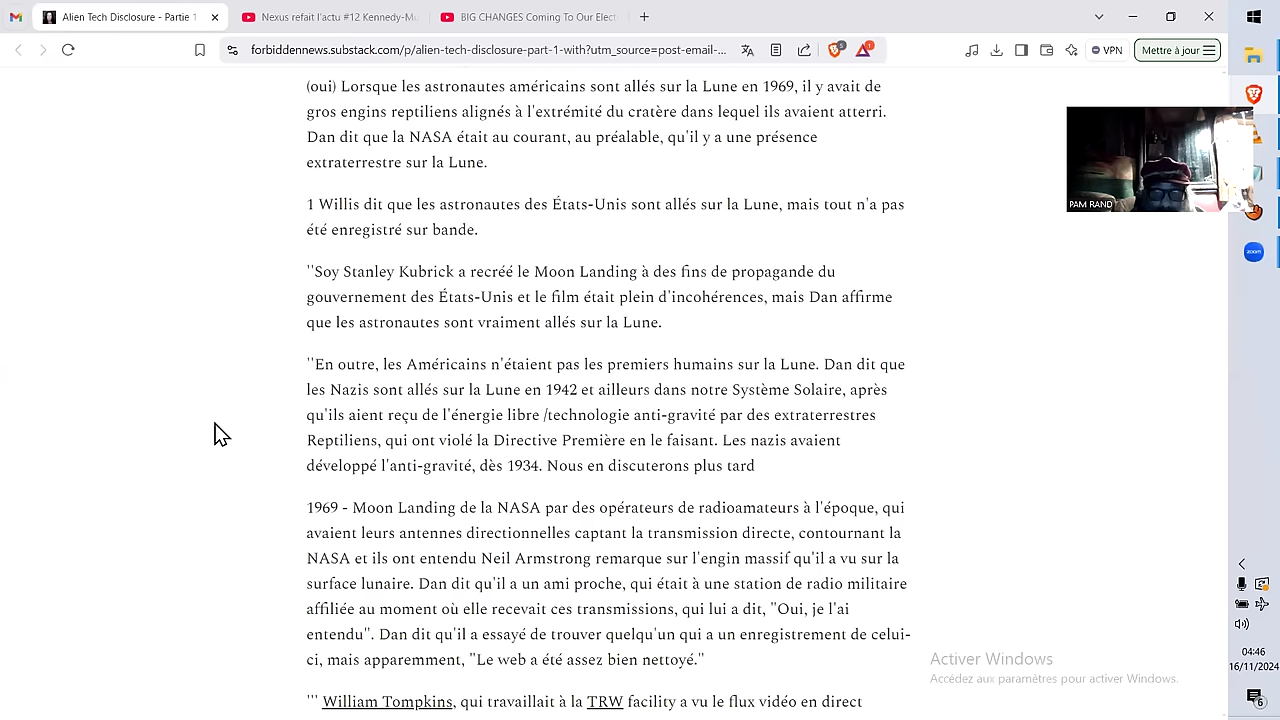 Alien Tech Disclosure - Partie 1
Nexus refait l'actu #12 Kennedy-Mu
BIG CHANGES Coming To Our Elect
forbiddennews.substack.com/p/alien-tech-disclosure-part-1-with?utm_source=post-email-...
5
1
VPN
Mettre à jour
(oui) Lorsque les astronautes américains sont allés sur la Lune en 1969, il y avait de
gros engins reptiliens alignés à l'extrémité du cratère dans lequel ils avaient atterri.
Dan dit que la NASA était au courant, au préalable, qu'il y a une présence
extraterrestre sur la Lune.
PAM RAND
1 Willis dit que les astronautes des États-Unis sont allés sur la Lune, mais tout n'a pas
été enregistré sur bande.
''Soy Stanley Kubrick a recréé le Moon Landing à des fins de propagande du
gouvernement des États-Unis et le film était plein d'incohérences, mais Dan affirme
que les astronautes sont vraiment allés sur la Lune.
''En outre, les Américains n'étaient pas les premiers humains sur la Lune. Dan dit que
les Nazis sont allés sur la Lune en 1942 et ailleurs dans notre Système Solaire, après
qu'ils aient reçu de l'énergie libre /technologie anti-gravité par des extraterrestres
Reptiliens, qui ont violé la Directive Première en le faisant. Les nazis avaient
développé l'anti-gravité, dès 1934. Nous en discuterons plus tard
1969 - Moon Landing de la NASA par des opérateurs de radioamateurs à l'époque, qui
avaient leurs antennes directionnelles captant la transmission directe, contournant la
NASA et ils ont entendu Neil Armstrong remarque sur l'engin massif qu'il a vu sur la
surface lunaire. Dan dit qu'il a un ami proche, qui était à une station de radio militaire
affiliée au moment où elle recevait ces transmissions, qui lui a dit, "Oui, je l'ai
entendu". Dan dit qu'il a essayé de trouver quelqu'un qui a un enregistrement de celui-
ci, mais apparemment, "Le web a été assez bien nettoyé."
''' William Tompkins, qui travaillait à la TRW facility a vu le flux vidéo en direct
Activer Windows
Accédez aux paramètres pour activer Windows.
zoom
04:46
16/11/2024
6